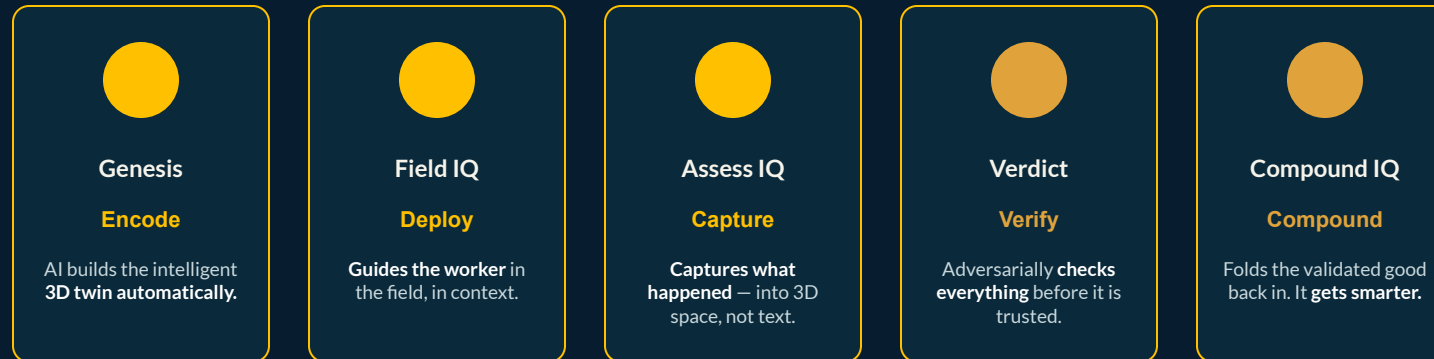 Genesis
Encode
AI builds the intelligent
3D twin automatically.
Field IQ
Deploy
Guides the worker in
the field, in context.
Assess IQ
Capture
Captures what
happened — into 3D
space, not text.
Verdict
Verify
Adversarially checks
everything before it is
trusted.
Compound IQ
Compound
Folds the validated good
back in. It gets smarter.